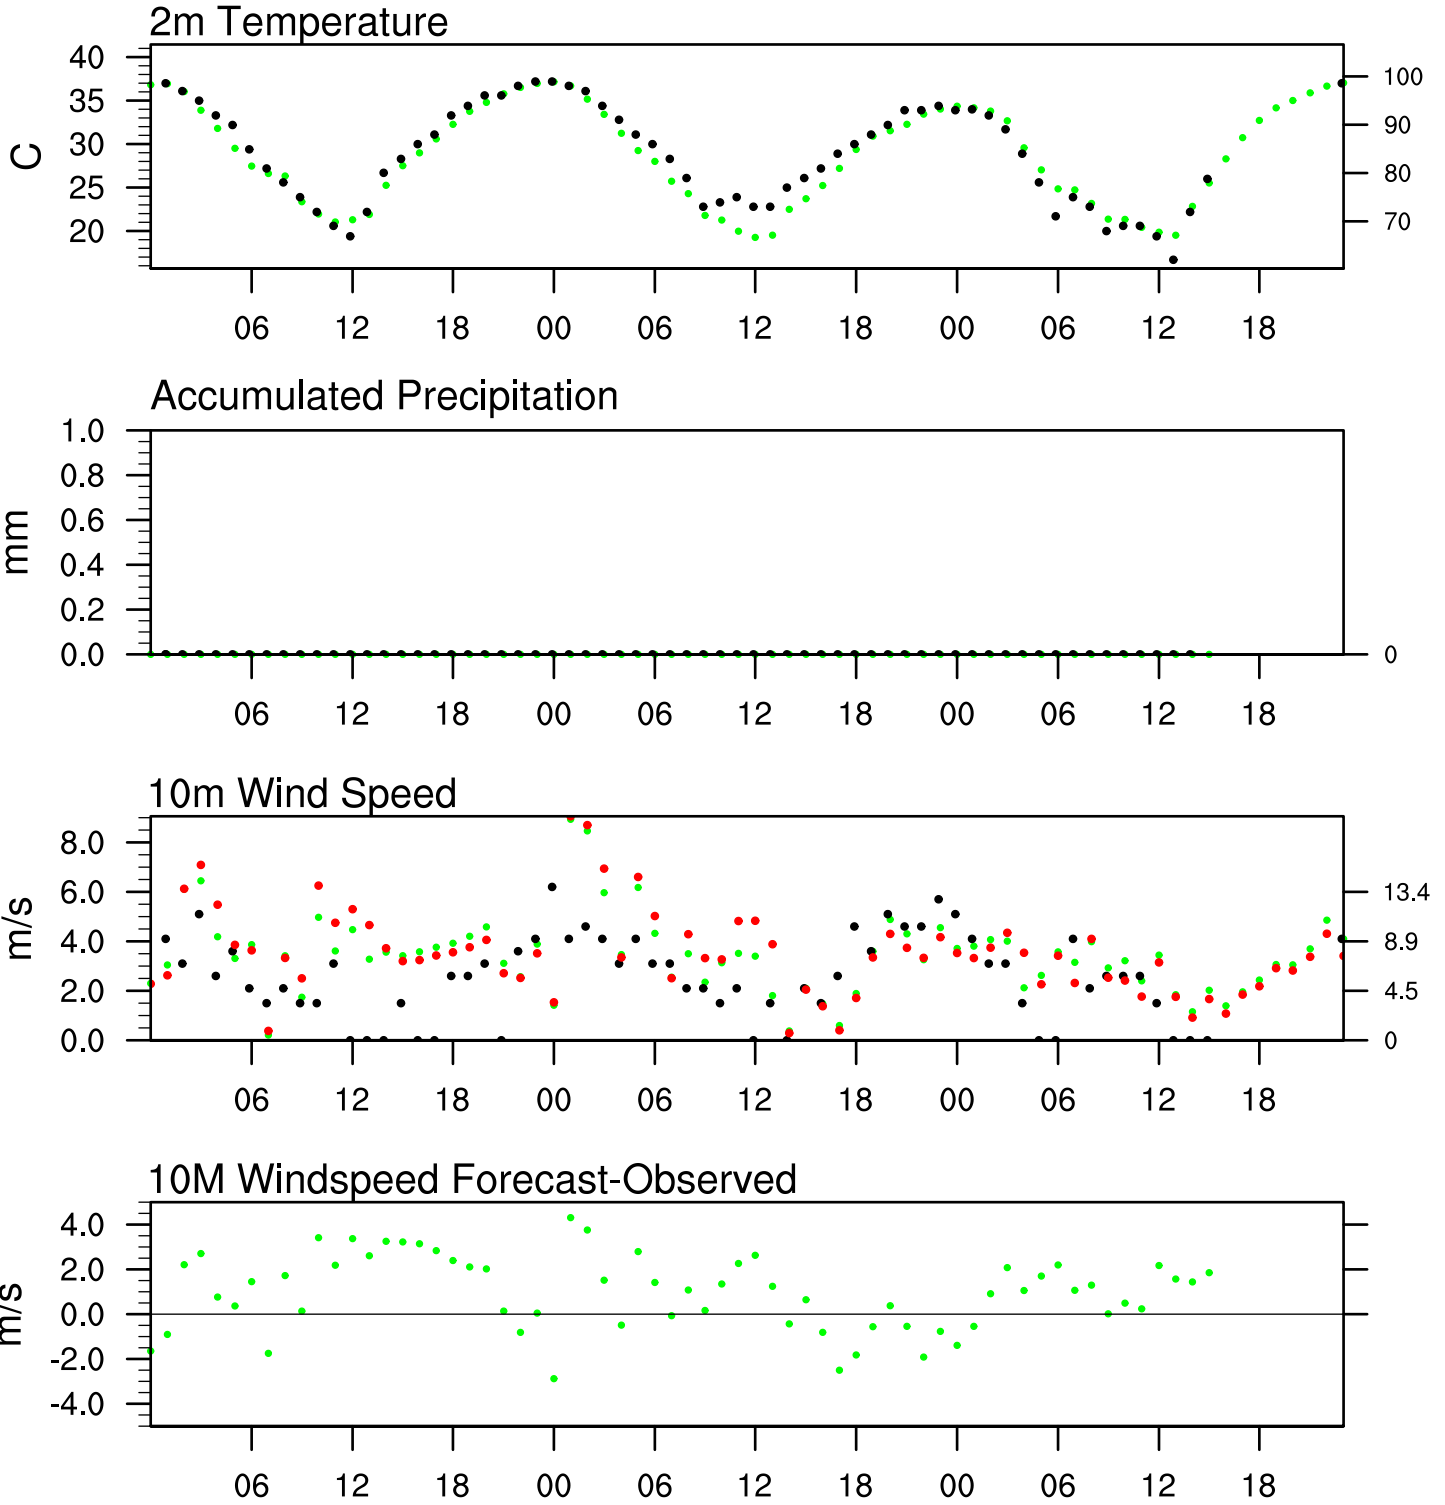 2m Temperature
40
35
30
25
20
C
100
90
80
70
06 12 18 00 06 12 18 00 06 12 18
Accumulated Precipitation
1.0
0.8
0.6
0.4
0.2
0.0
mm
0
06 12 18 00 06 12 18 00 06 12 18
10m Wind Speed
8.0
6.0
4.0
2.0
0.0
m/s
13.4
8.9
4.5
0
06 12 18 00 06 12 18 00 06 12 18
10M Windspeed Forecast-Observed
4.0
2.0
0.0
-2.0
-4.0
m/s
06 12 18 00 06 12 18 00 06 12 18